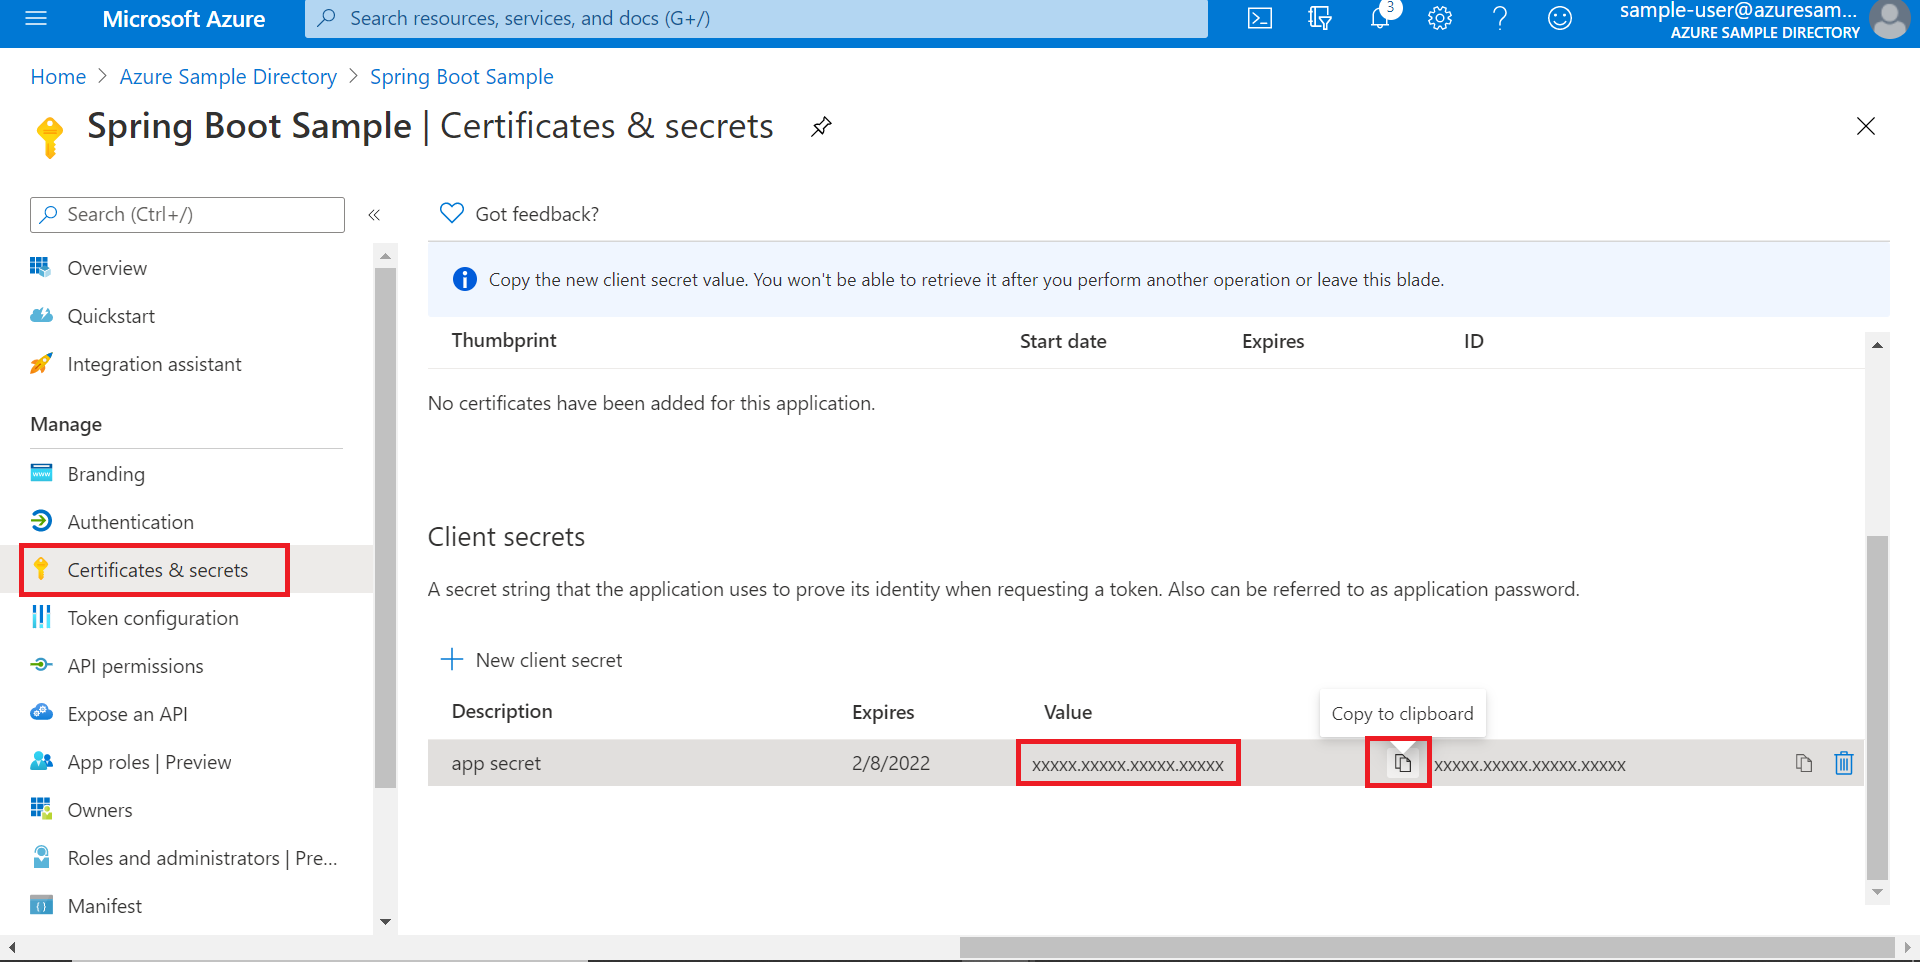 Microsoft Azure
Search resources, services, and docs (G+/)
3
sample-user@azuresam...
AZURE SAMPLE DIRECTORY
Home > Azure Sample Directory > Spring Boot Sample
Spring Boot Sample | Certificates & secrets
Search (Ctrl+/)
«
Got feedback?
Copy the new client secret value. You won't be able to retrieve it after you perform another operation or leave this blade.
Overview
Quickstart
Integration assistant
Manage
Branding
Authentication
Certificates & secrets
Token configuration
API permissions
Expose an API
App roles | Preview
Owners
Roles and administrators | Pre...
Manifest
Thumbprint Start date Expires ID
No certificates have been added for this application.
Client secrets
A secret string that the application uses to prove its identity when requesting a token. Also can be referred to as application password.
New client secret
Description Expires Value
Copy to clipboard
app secret 2/8/2022 xxxxx.xxxxx.xxxxx.xxxxx xxxxx.xxxxx.xxxxx.xxxxx